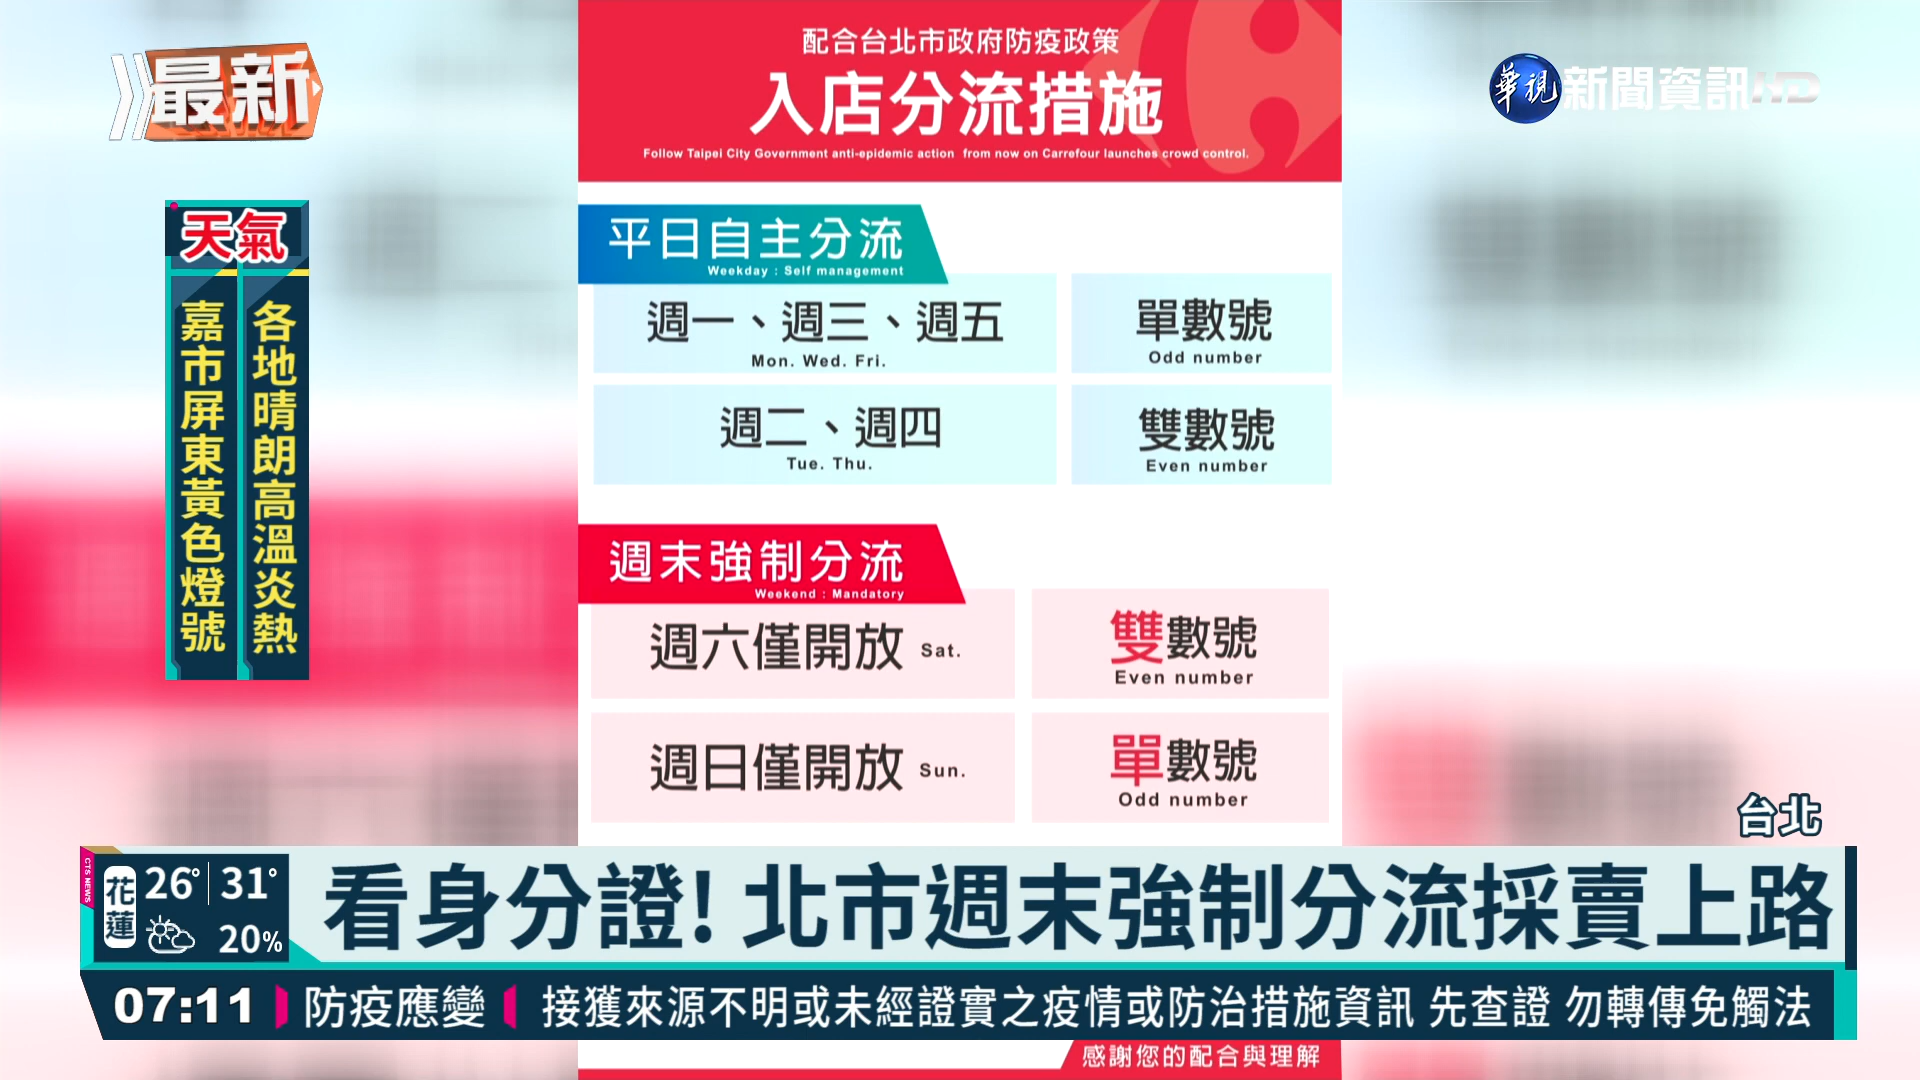 最新
華視 新聞資訊HD
天氣
各地晴朗高溫炎熱
嘉市屏東黃色燈號
配合台北市政府防疫政策
入店分流措施
Follow Taipei City Government anti-epidemic action from now on Carrefour launches crowd control.
平日自主分流
Weekday : Self management
週一、週三、週五
Mon. Wed. Fri.
單數號
Odd number
週二、週四
Tue. Thu.
雙數號
Even number
週末強制分流
Weekend : Mandatory
週六僅開放 Sat.
雙數號
Even number
週日僅開放 Sun.
單數號
Odd number
台北
CTS NEWS
花蓮
26° 31°
20%
看身分證! 北市週末強制分流採賣上路
07:11 防疫應變 接獲來源不明或未經證實之疫情或防治措施資訊 先查證 勿轉傳免觸法
感謝您的配合與理解